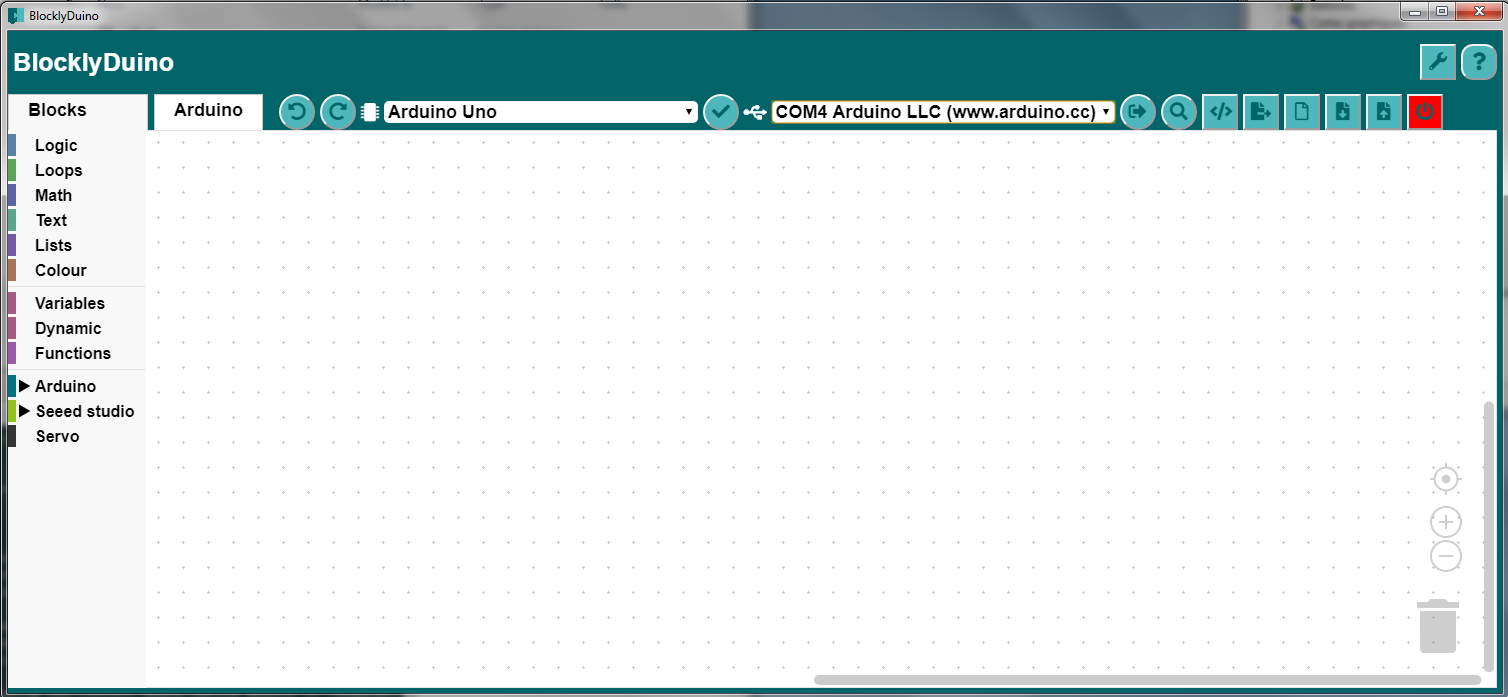 BlocklyDuino
BlocklyDuino
?
Blocks
Arduino
Arduino Uno
COM4 Arduino LLC (www.arduino.cc)
</>
Logic
Loops
Math
Text
Lists
Colour
Variables
Dynamic
Functions
Arduino
Seeed studio
Servo